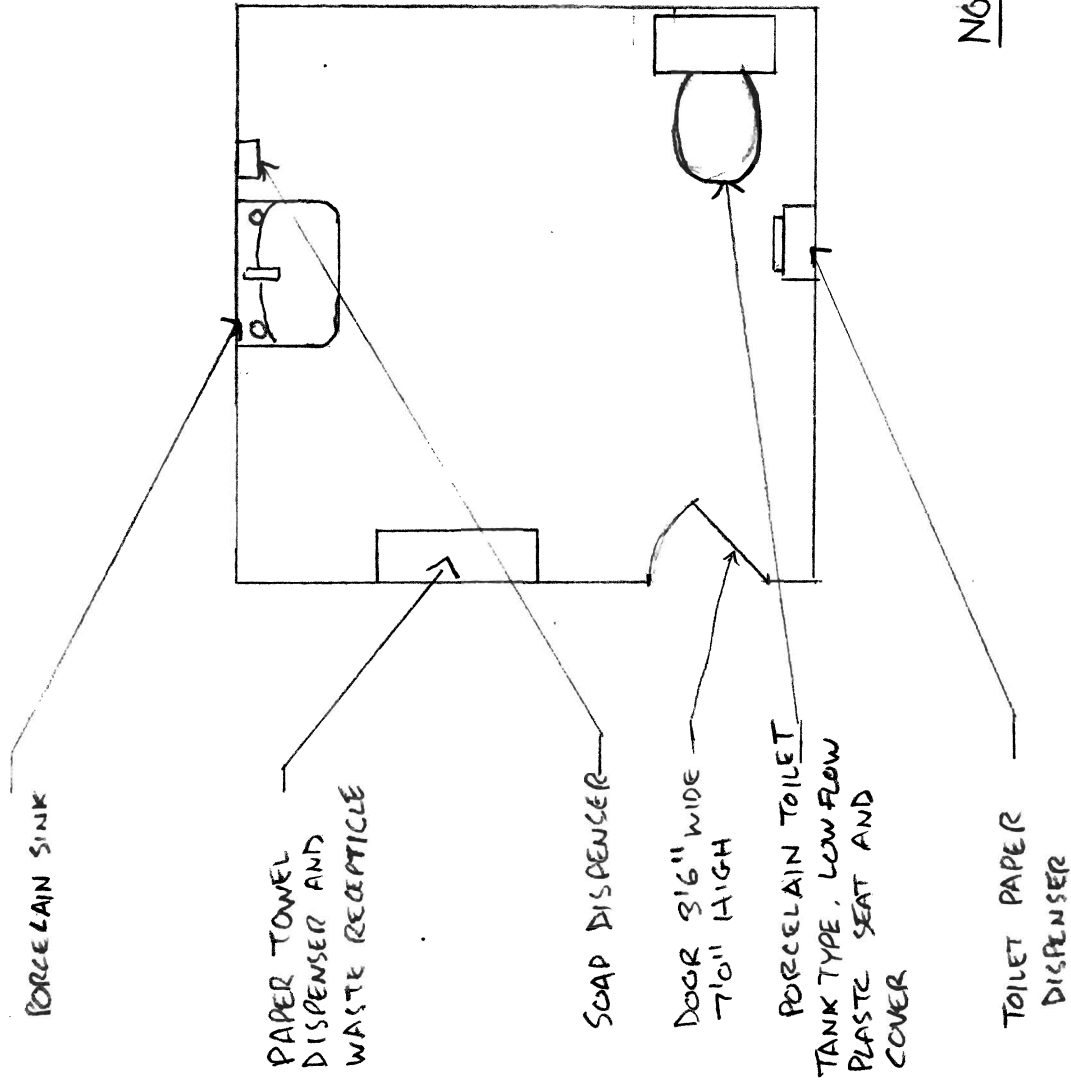 PORCELAIN SINK
PAPER TOWEL
DISPENSER AND
WASTE RECEPTICLE
SOAP DISPENSER
DOOR 3'6" WIDE
7'0" HIGH
PORCELAIN TOILET
TANK TYPE, LOW FLOW
PLASTC SEAT AND
COVER
TOILET PAPER
DISPENSER
NO